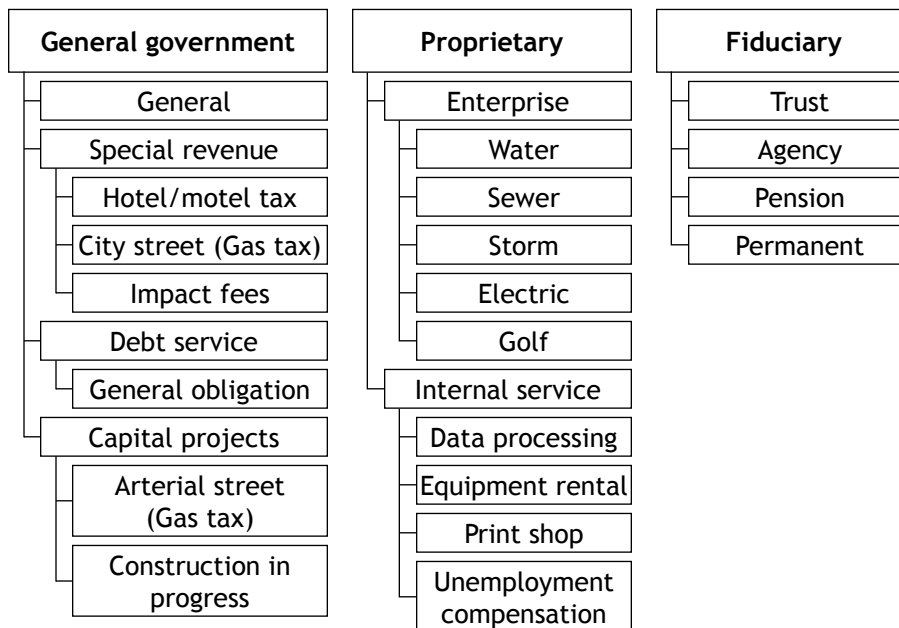 General government
General
Special revenue
Hotel/motel tax
City street (Gas tax)
Impact fees
Debt service
General obligation
Capital projects
Arterial street
(Gas tax)
Construction in
progress
Proprietary
Enterprise
Water
Sewer
Storm
Electric
Golf
Internal service
Data processing
Equipment rental
Print shop
Unemployment
compensation
Fiduciary
Trust
Agency
Pension
Permanent